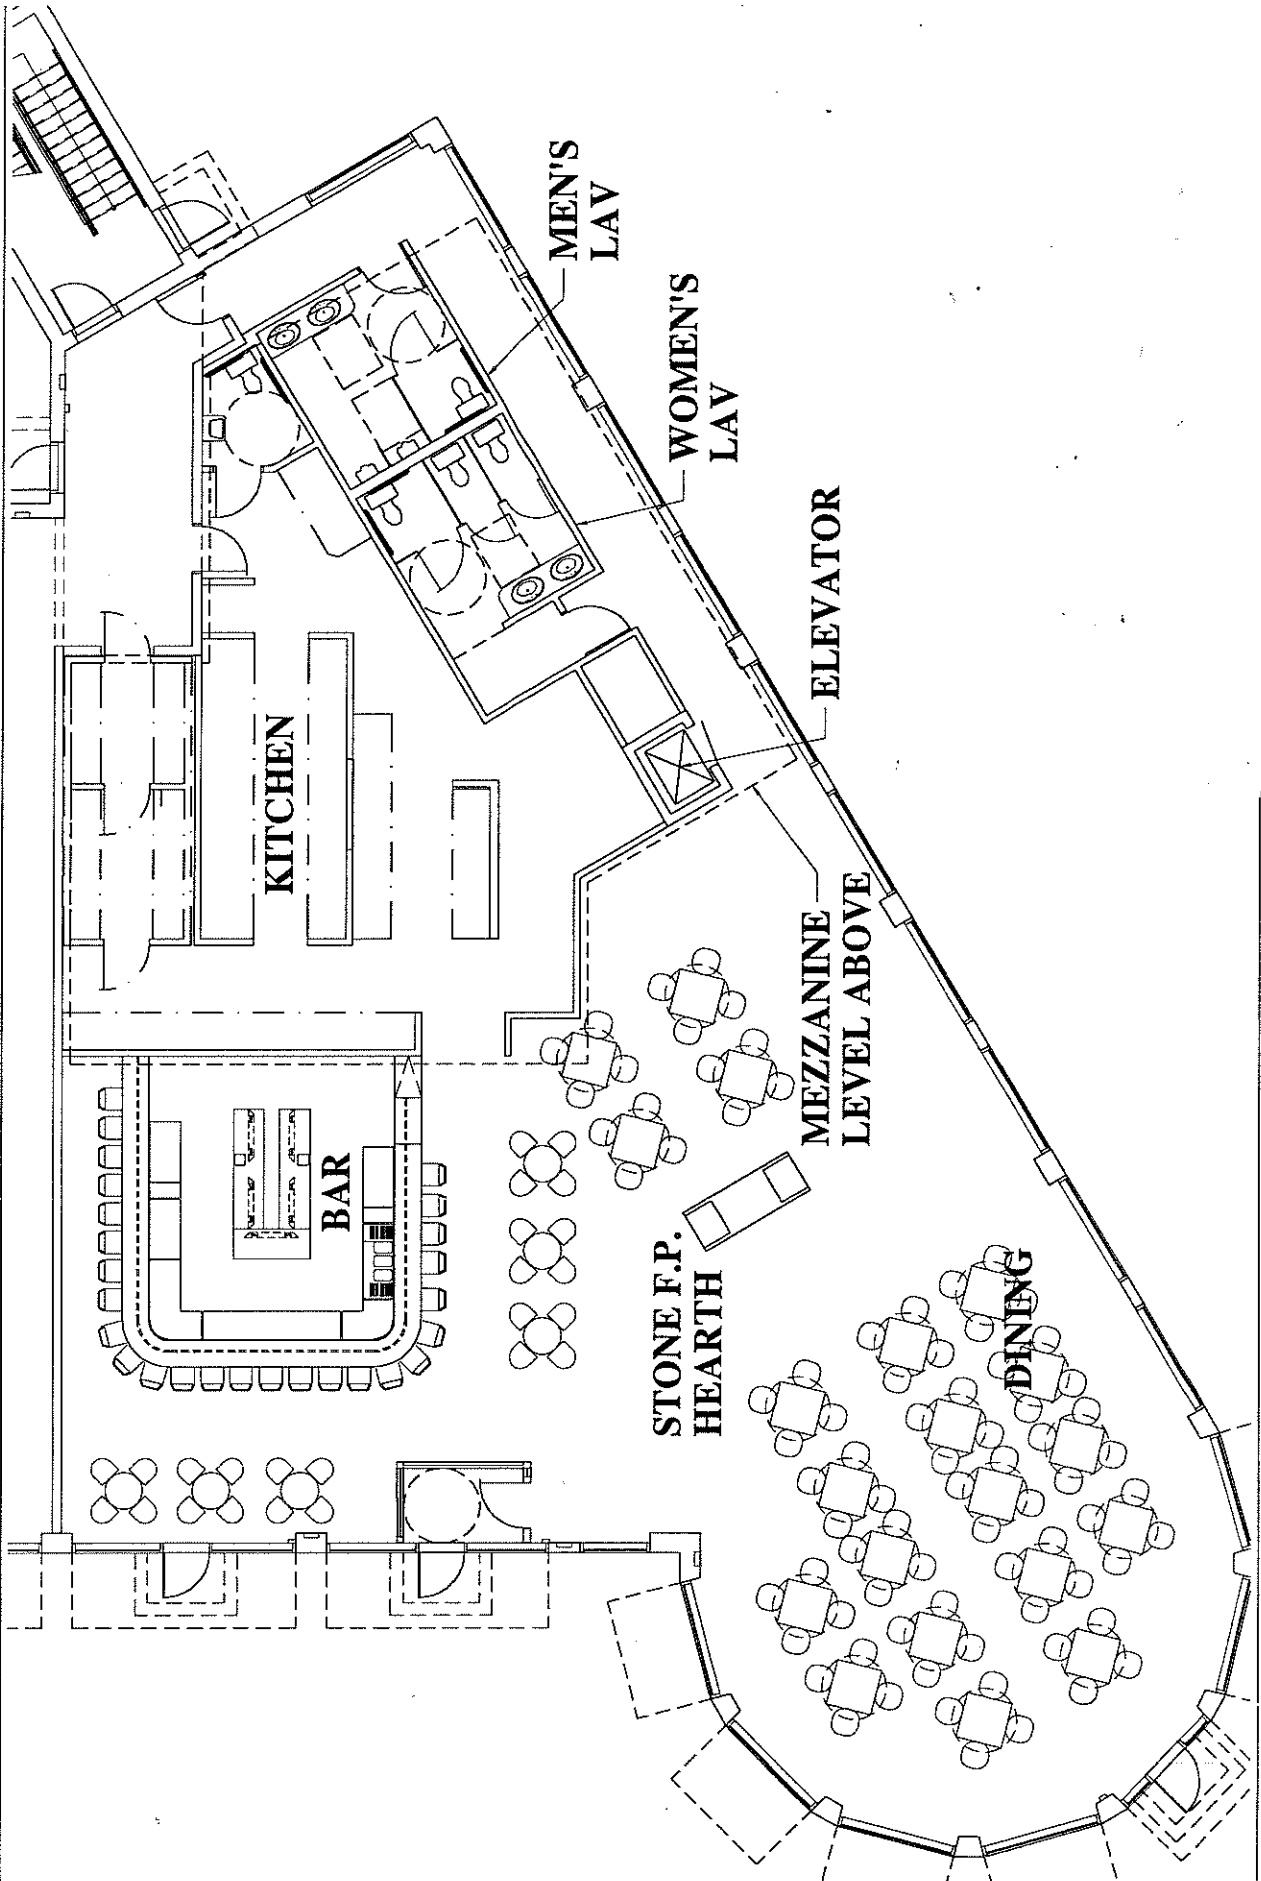 MEN'S
LAV
WOMEN'S
LAV
ELEVATOR
KITCHEN
MEZZANINE
LEVEL ABOVE
BAR
STONE F.P.
HEARTH
DINING